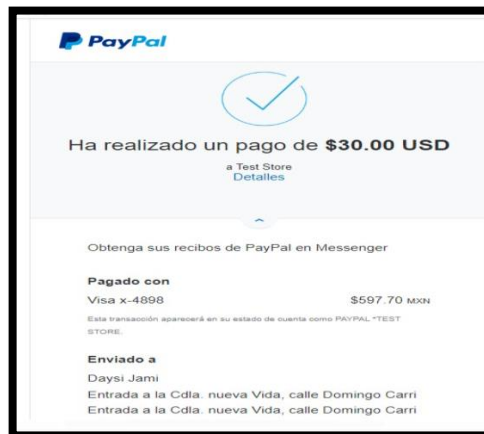 PayPal
Ha realizado un pago de $30.00 USD
a Test Store
Detalles
Obtenga sus recibos de PayPal en Messenger
Pagado con
Visa x-4898 $597.70 MXN
Esta transacción aparecerá en su estado de cuenta como PAYPAL *TEST
STORE.
Enviado a
Daysi Jami
Entrada a la Cdla. nueva Vida, calle Domingo Carri
Entrada a la Cdla. nueva Vida, calle Domingo Carri